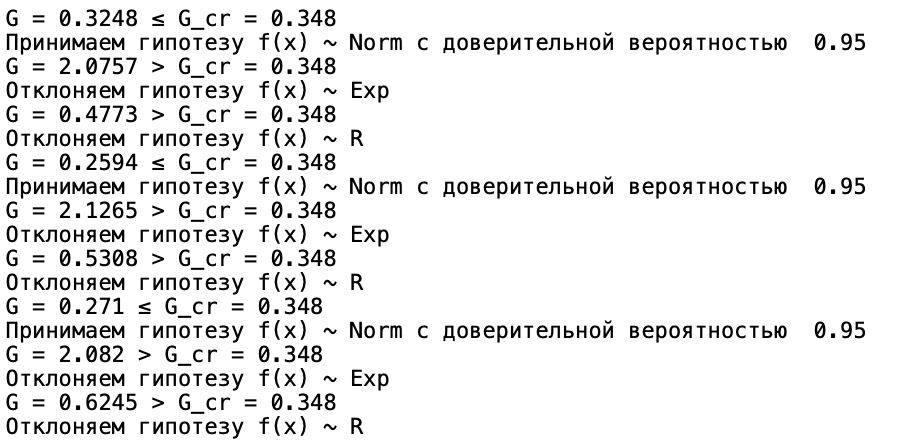 G = 0.3248 ≤ G_cr = 0.348
Принимаем гипотезу f(x) ~ Norm с доверительной вероятностью  0.95
G = 2.0757 > G_cr = 0.348
Отклоняем гипотезу f(x) ~ Exp
G = 0.4773 > G_cr = 0.348
Отклоняем гипотезу f(x) ~ R
G = 0.2594 ≤ G_cr = 0.348
Принимаем гипотезу f(x) ~ Norm с доверительной вероятностью  0.95
G = 2.1265 > G_cr = 0.348
Отклоняем гипотезу f(x) ~ Exp
G = 0.5308 > G_cr = 0.348
Отклоняем гипотезу f(x) ~ R
G = 0.271 ≤ G_cr = 0.348
Принимаем гипотезу f(x) ~ Norm с доверительной вероятностью  0.95
G = 2.082 > G_cr = 0.348
Отклоняем гипотезу f(x) ~ Exp
G = 0.6245 > G_cr = 0.348
Отклоняем гипотезу f(x) ~ R